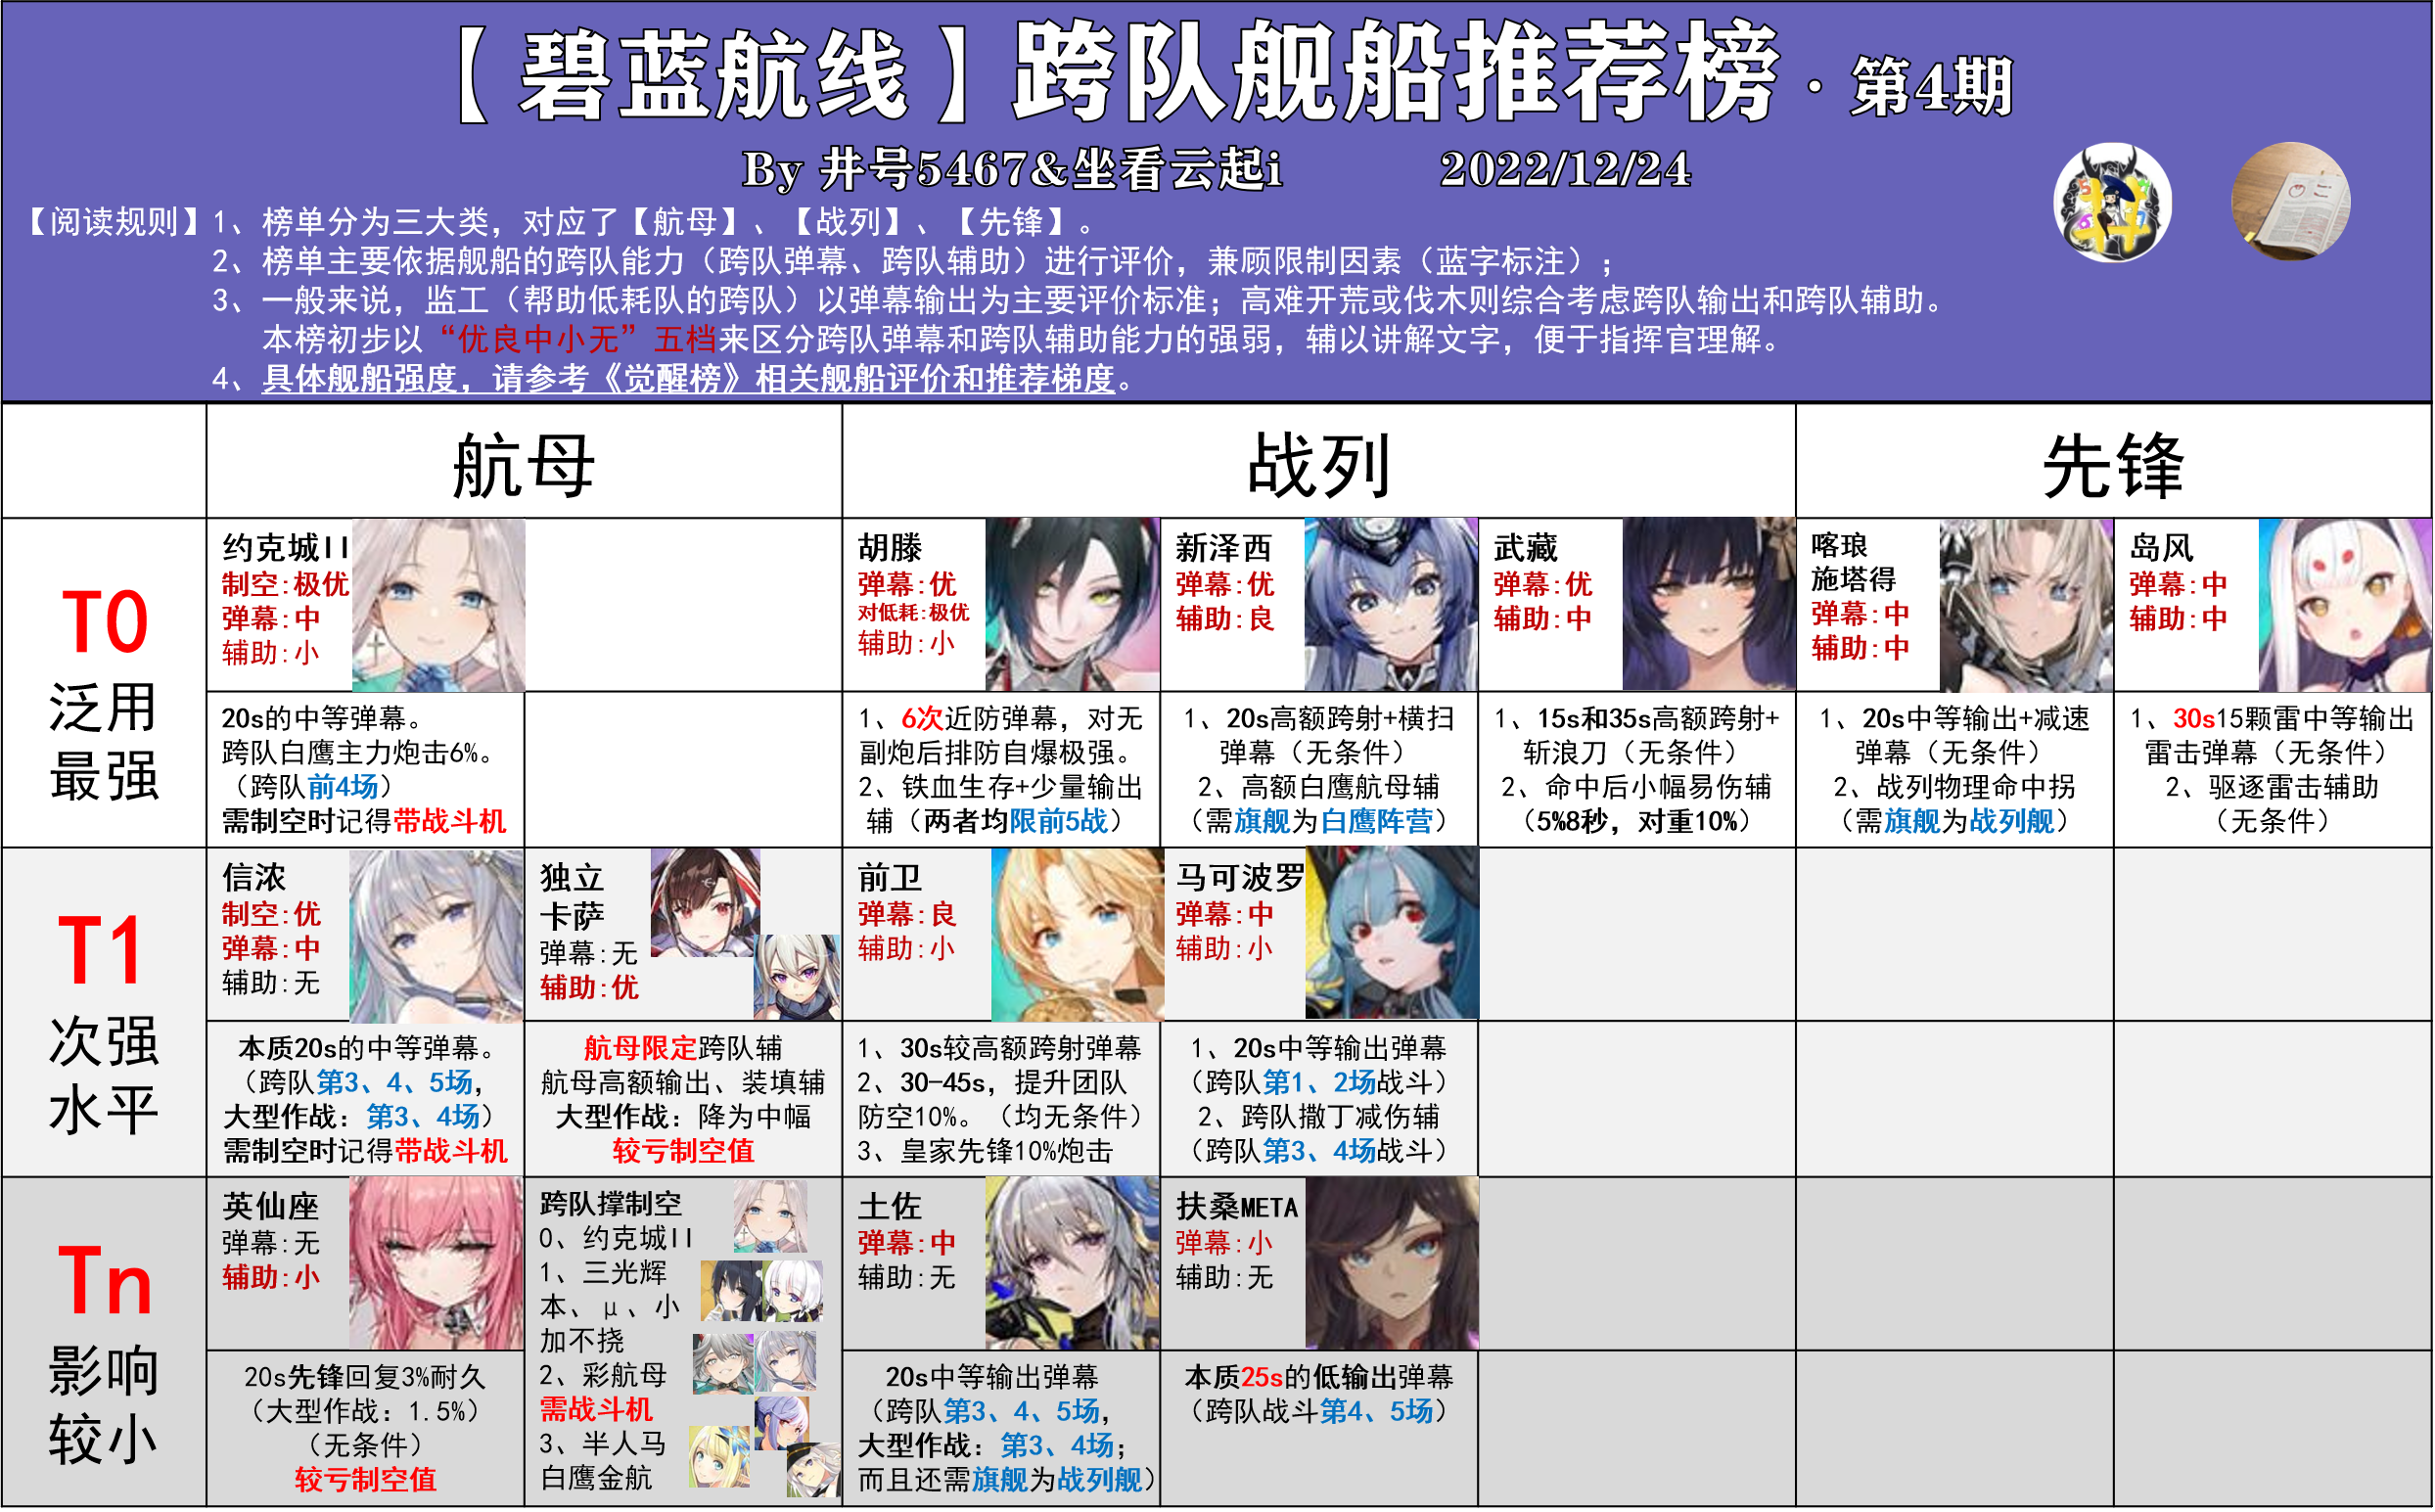 【碧蓝航线】跨队舰船推荐榜·第4期
By 井号5467&坐看云起i 2022/12/24
【阅读规则】1、榜单分为三大类，对应了【航母】、【战列】、【先锋】。
2、榜单主要依据舰船的跨队能力（跨队弹幕、跨队辅助）进行评价，兼顾限制因素（蓝字标注）；
3、一般来说，监工（帮助低耗队的跨队）以弹幕输出为主要评价标准；高难开荒或伐木则综合考虑跨队输出和跨队辅助。
本榜初步以“优良中小无”五档来区分跨队弹幕和跨队辅助能力的强弱，辅以讲解文字，便于指挥官理解。
4、具体舰船强度，请参考《觉醒榜》相关舰船评价和推荐梯度。
航母
战列
先锋
T0
泛用
最强
约克城II
制空:极优
弹幕:中
辅助:小
20s的中等弹幕。
跨队白鹰主力炮击6%。
（跨队前4场）
需制空时记得带战斗机
胡滕
弹幕:优
对低耗:极优
辅助:小
1、6次近防弹幕，对无
副炮后排防自爆极强。
2、铁血生存+少量输出
辅（两者均限前5战）
新泽西
弹幕:优
辅助:良
1、20s高额跨射+横扫
弹幕（无条件）
2、高额白鹰航母辅
（需旗舰为白鹰阵营）
武藏
弹幕:优
辅助:中
1、15s和35s高额跨射+
斩浪刀（无条件）
2、命中后小幅易伤辅
（5%8秒，对重10%）
喀琅
施塔得
弹幕:中
辅助:中
1、20s中等输出+减速
弹幕（无条件）
2、战列物理命中拐
（需旗舰为战列舰）
岛风
弹幕:中
辅助:中
1、30s15颗雷中等输出
雷击弹幕（无条件）
2、驱逐雷击辅助
（无条件）
T1
次强
水平
信浓
制空:优
弹幕:中
辅助:无
本质20s的中等弹幕。
（跨队第3、4、5场，
大型作战：第3、4场）
需制空时记得带战斗机
独立
卡萨
弹幕:无
辅助:优
航母限定跨队辅
航母高额输出、装填辅
大型作战：降为中幅
较亏制空值
前卫
弹幕:良
辅助:小
1、30s较高额跨射弹幕
2、30-45s，提升团队
防空10%。（均无条件）
3、皇家先锋10%炮击
马可波罗
弹幕:中
辅助:小
1、20s中等输出弹幕
（跨队第1、2场战斗）
2、跨队撒丁减伤辅
（跨队第3、4场战斗）
Tn
影响
较小
英仙座
弹幕:无
辅助:小
20s先锋回复3%耐久
（大型作战：1.5%）
（无条件）
较亏制空值
跨队撑制空
0、约克城II
1、三光辉
本、μ、小
加不挠
2、彩航母
需战斗机
3、半人马
白鹰金航
土佐
弹幕:中
辅助:无
20s中等输出弹幕
（跨队第3、4、5场，
大型作战：第3、4场；
而且还需旗舰为战列舰）
扶桑META
弹幕:小
辅助:无
本质25s的低输出弹幕
（跨队战斗第4、5场）